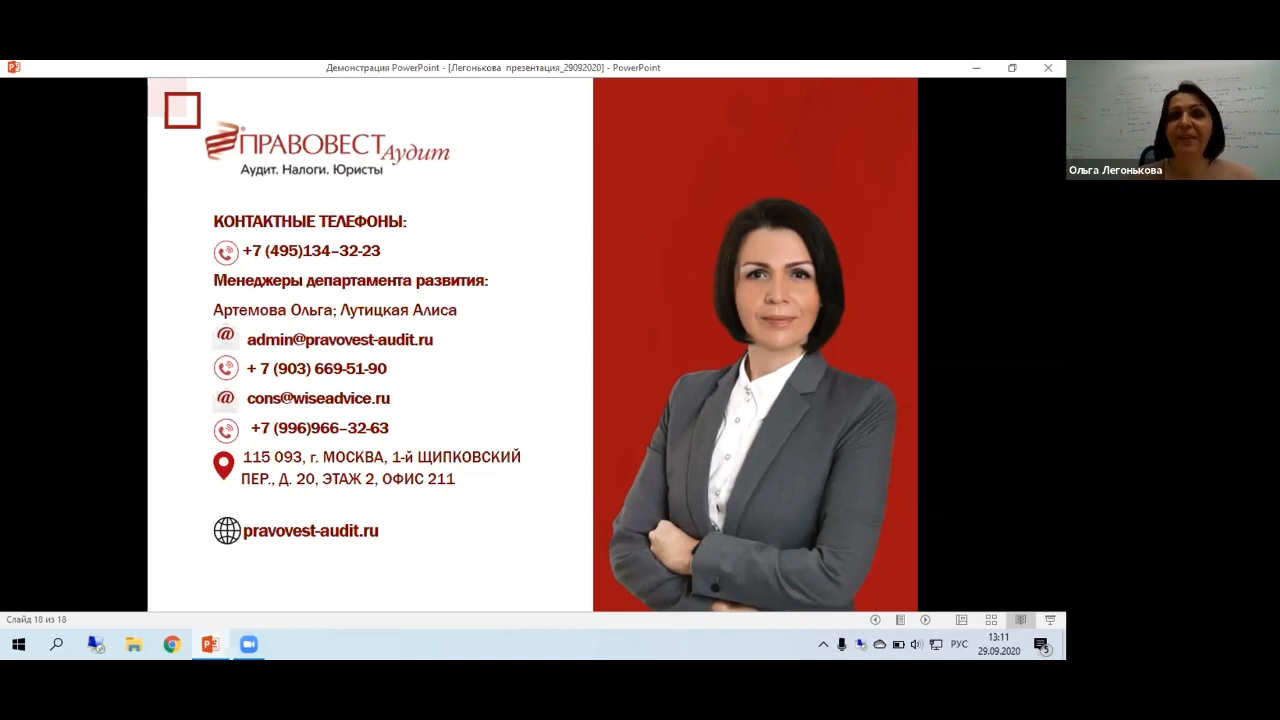 Демонстрация PowerPoint - [Легонькова презентация_29092020] - PowerPoint
ПРАВОВЕСТ Аудит
Аудит. Налоги. Юристы
КОНТАКТНЫЕ ТЕЛЕФОНЫ:
+7 (495)134–32-23
Менеджеры департамента развития:
Артемова Ольга; Лутицкая Алиса
@ admin@pravovest-audit.ru
+ 7 (903) 669-51-90
@ cons@wiseadvice.ru
+7 (996)966–32-63
115 093, г. МОСКВА, 1-й ЩИПКОВСКИЙ
ПЕР., Д. 20, ЭТАЖ 2, ОФИС 211
pravovest-audit.ru
Ольга Легонькова
Слайд 18 из 18
РУС
13:11
29.09.2020
5